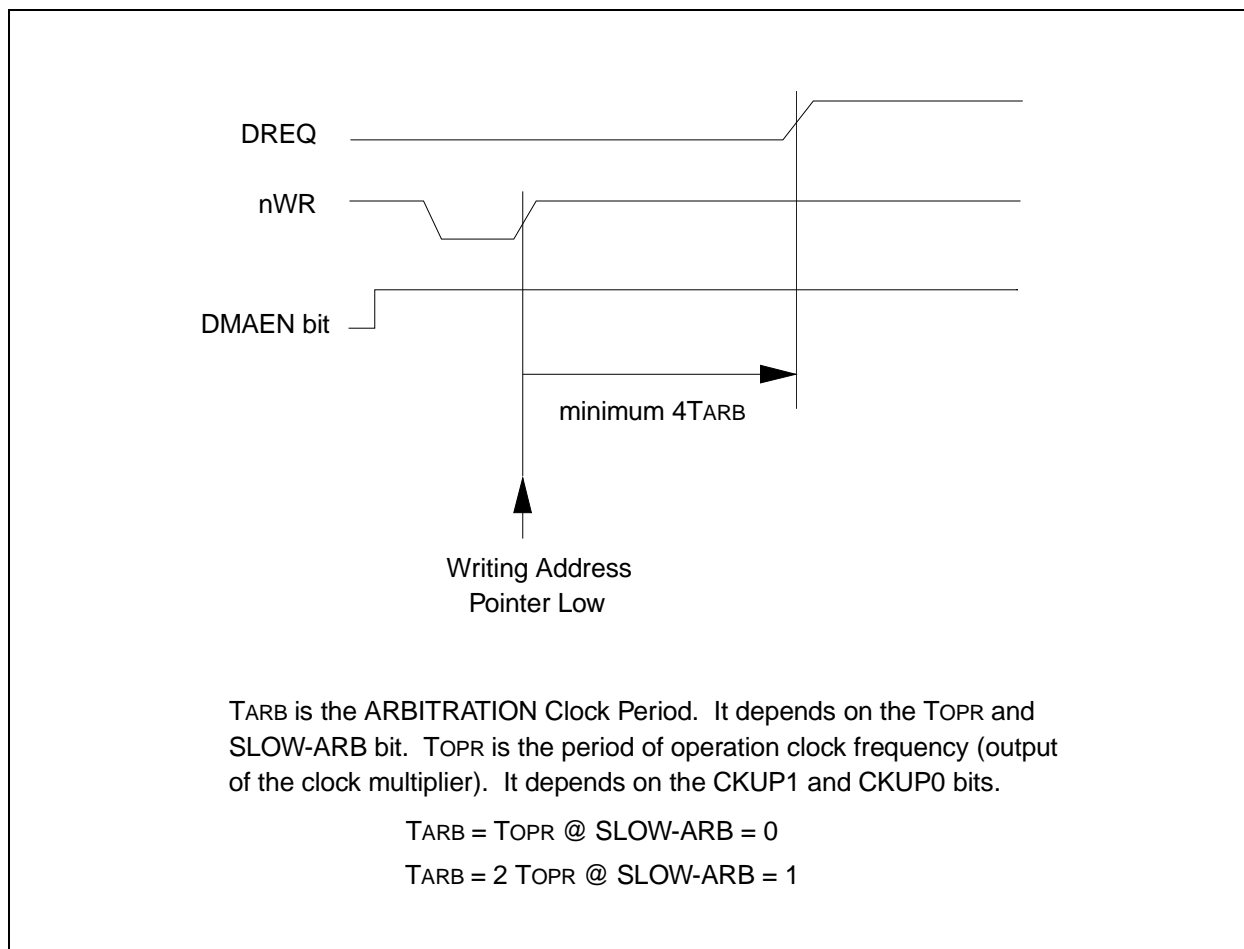 DREQ
nWR
DMAEN bit
minimum 4TARB
Writing Address
Pointer Low
TARB is the ARBITRATION Clock Period.  It depends on the TOPR and
SLOW-ARB bit.  TOPR is the period of operation clock frequency (output
of the clock multiplier).  It depends on the CKUP1 and CKUP0 bits.
TARB = TOPR @ SLOW-ARB = 0
TARB = 2 TOPR @ SLOW-ARB = 1